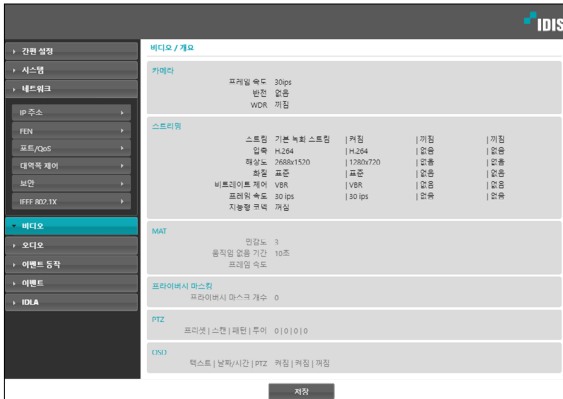 IDIS
간편 설정
시스템
네트워크
IP 주소
FEN
포트/QoS
대역폭 제어
보안
IEEE 802.1X
비디오
오디오
이벤트 동작
이벤트
IDLA
비디오 / 개요
카메라
프레임 속도 30ips
반전 없음
WDR 꺼짐
스트리밍
스트림 기본 녹화 스트림 | 켜짐 | 꺼짐 | 꺼짐
압축 H.264 | H.264 | 없음 | 없음
해상도 2688x1520 | 1280x720 | 없음 | 없음
화질 표준 | 표준 | 없음 | 없음
비트레이트 제어 VBR | VBR | 없음 | 없음
프레임 속도 30 ips | 30 ips | 없음 | 없음
지능형 코덱 꺼짐
MAT
민감도 3
움직임 없음 기간 10초
프레임 속도
프라이버시 마스킹
프라이버시 마스크 개수 0
PTZ
프리셋 | 스캔 | 패턴 | 투어 0 | 0 | 0 | 0
OSD
텍스트 | 날짜/시간 | PTZ 꺼짐 | 꺼짐 | 꺼짐
저장